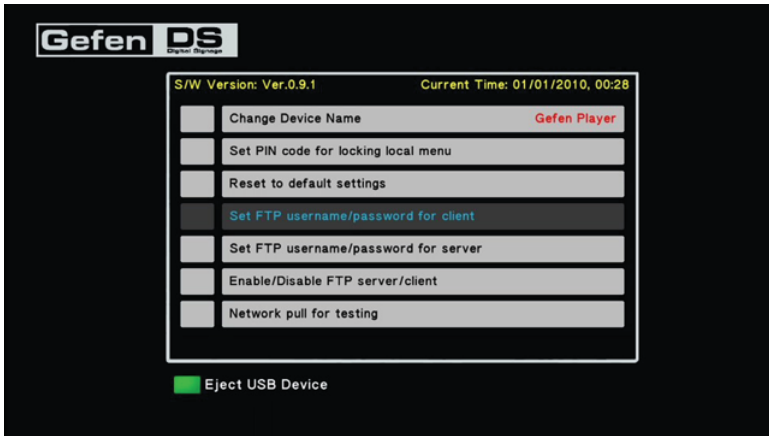 Gefen DS
Digital Signage
S/W Version: Ver.0.9.1 Current Time: 01/01/2010, 00:28
Change Device Name Gefen Player
Set PIN code for locking local menu
Reset to default settings
Set FTP username/password for client
Set FTP username/password for server
Enable/Disable FTP server/client
Network pull for testing
Eject USB Device